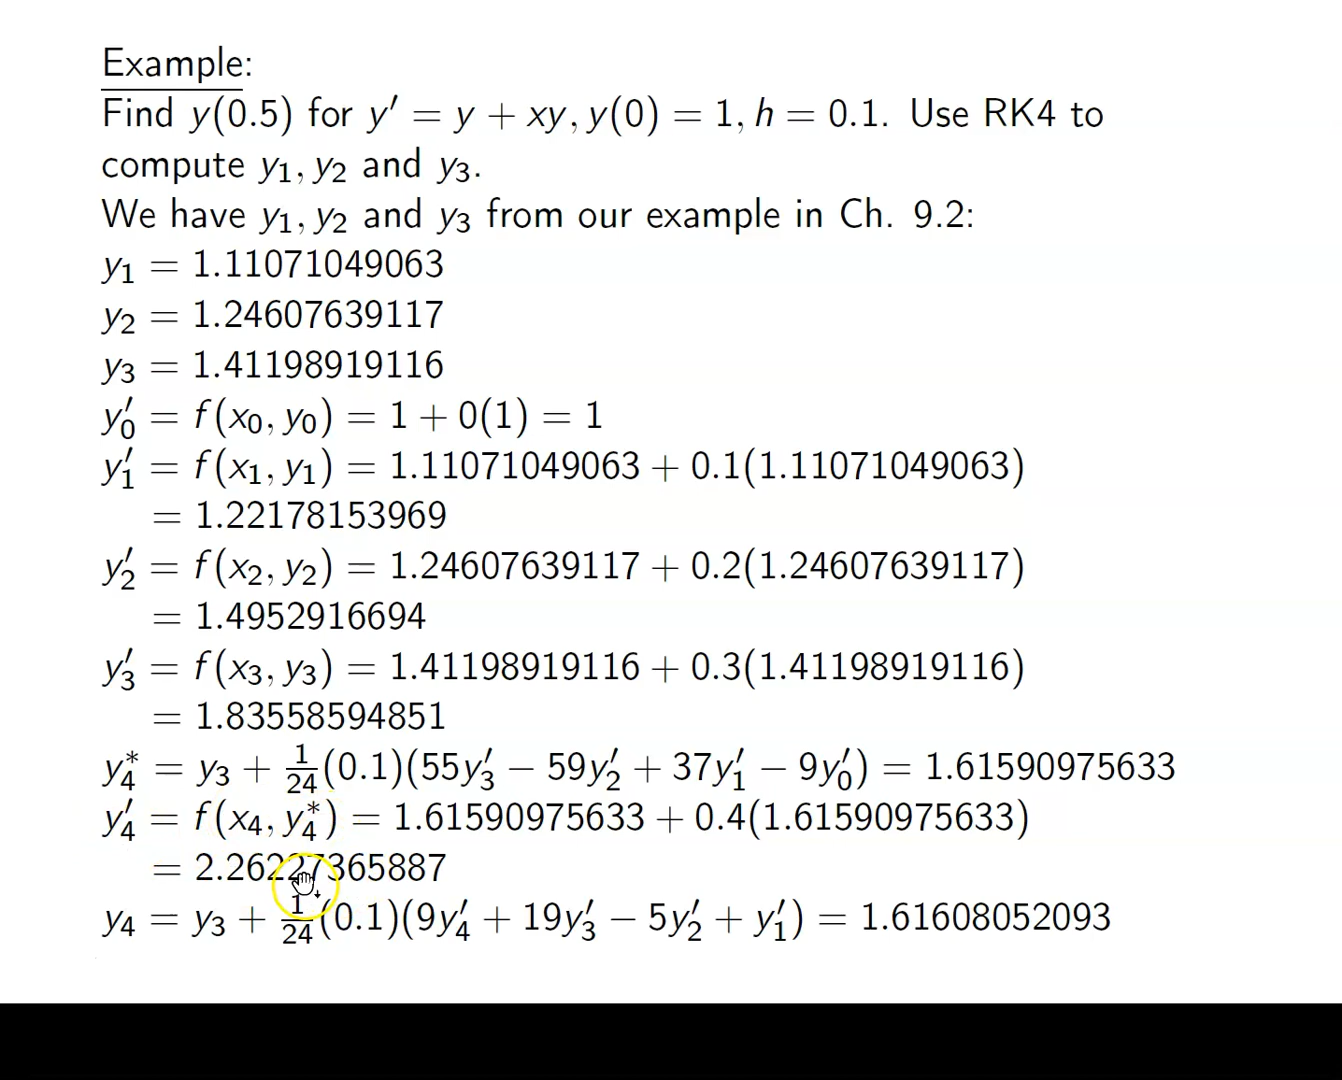 Example:
Find y(0.5) for y′ = y + xy, y(0) = 1, h = 0.1. Use RK4 to
compute y₁, y₂ and y₃.
We have y₁, y₂ and y₃ from our example in Ch. 9.2:
y₁ = 1.11071049063
y₂ = 1.24607639117
y₃ = 1.41198919116
y′₀ = f(x₀, y₀) = 1 + 0(1) = 1
y′₁ = f(x₁, y₁) = 1.11071049063 + 0.1(1.11071049063)
= 1.22178153969
y′₂ = f(x₂, y₂) = 1.24607639117 + 0.2(1.24607639117)
= 1.4952916694
y′₃ = f(x₃, y₃) = 1.41198919116 + 0.3(1.41198919116)
= 1.83558594851
y₄* = y₃ + 1/24(0.1)(55y′₃ − 59y′₂ + 37y′₁ − 9y′₀) = 1.61590975633
y′₄ = f(x₄, y₄*) = 1.61590975633 + 0.4(1.61590975633)
= 2.26227365887
y₄ = y₃ + 1/24(0.1)(9y′₄ + 19y′₃ − 5y′₂ + y′₁) = 1.61608052093